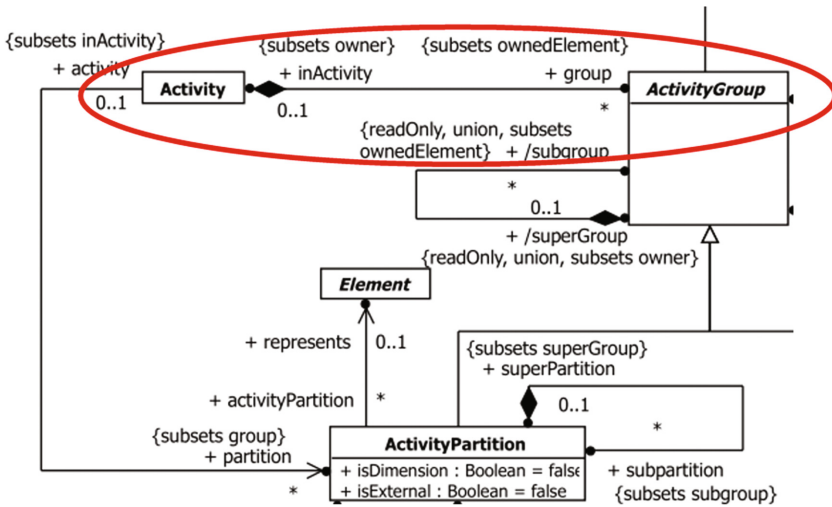 {subsets inActivity}
{subsets owner}
{subsets ownedElement}
+ activity
+ inActivity
+ group
Activity
ActivityGroup
0..1
0..1
*
{readOnly, union, subsets
ownedElement} + /subgroup
*
0..1
+ /superGroup
{readOnly, union, subsets owner}
Element
+ represents
0..1
{subsets superGroup}
+ superPartition
+ activityPartition
*
0..1
*
{subsets group}
+ partition
ActivityPartition
+ isDimension : Boolean = false
+ subpartition
*
+ isExternal : Boolean = false
{subsets subgroup}